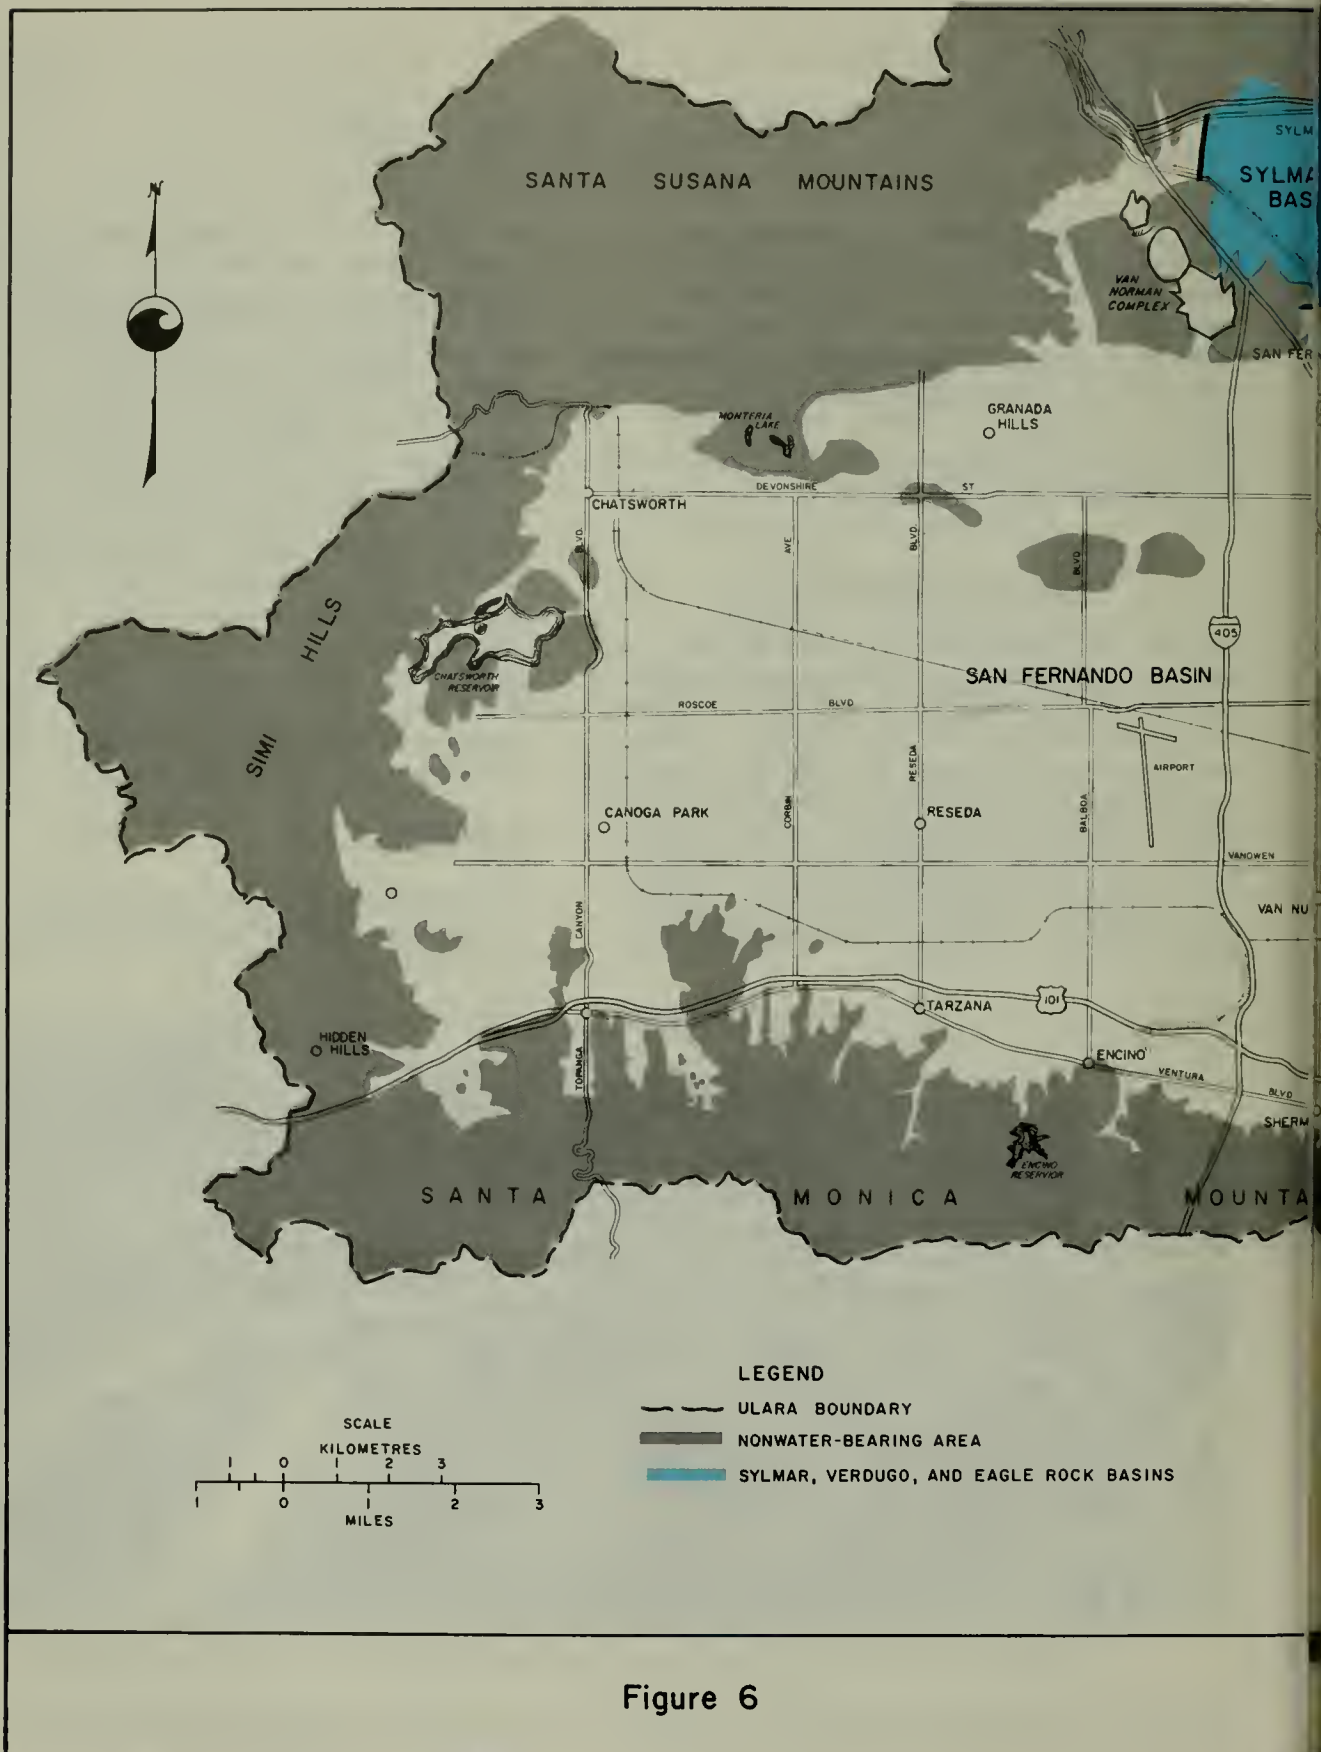 N
SANTA SUSANA MOUNTAINS
SYLM
SYLMA
BAS
VAN
NORMAN
COMPLEX
SAN FER
MONTERIA
LAKE
GRANADA
HILLS
DEVONSHIRE ST
CHATSWORTH
BLVD.
AVE
BLVD.
BLVD
SIMI HILLS
405
CHATSWORTH
RESERVOIR
SAN FERNANDO BASIN
ROSCOE BLVD
AIRPORT
RESEDA
CANOGA PARK
CORBIN
RESEDA
BALBOA
VANOWEN
VAN NU
CANYON
TARZANA
101
HIDDEN
HILLS
TOPANGA
ENCINO
VENTURA
BLVD
SHERM
ENCINO
RESERVIOR
SANTA MONICA MOUNTA
LEGEND
ULARA BOUNDARY
NONWATER-BEARING AREA
SYLMAR, VERDUGO, AND EAGLE ROCK BASINS
SCALE
KILOMETRES
1 0 1 2 3
1 0 1 2 3
MILES
Figure 6